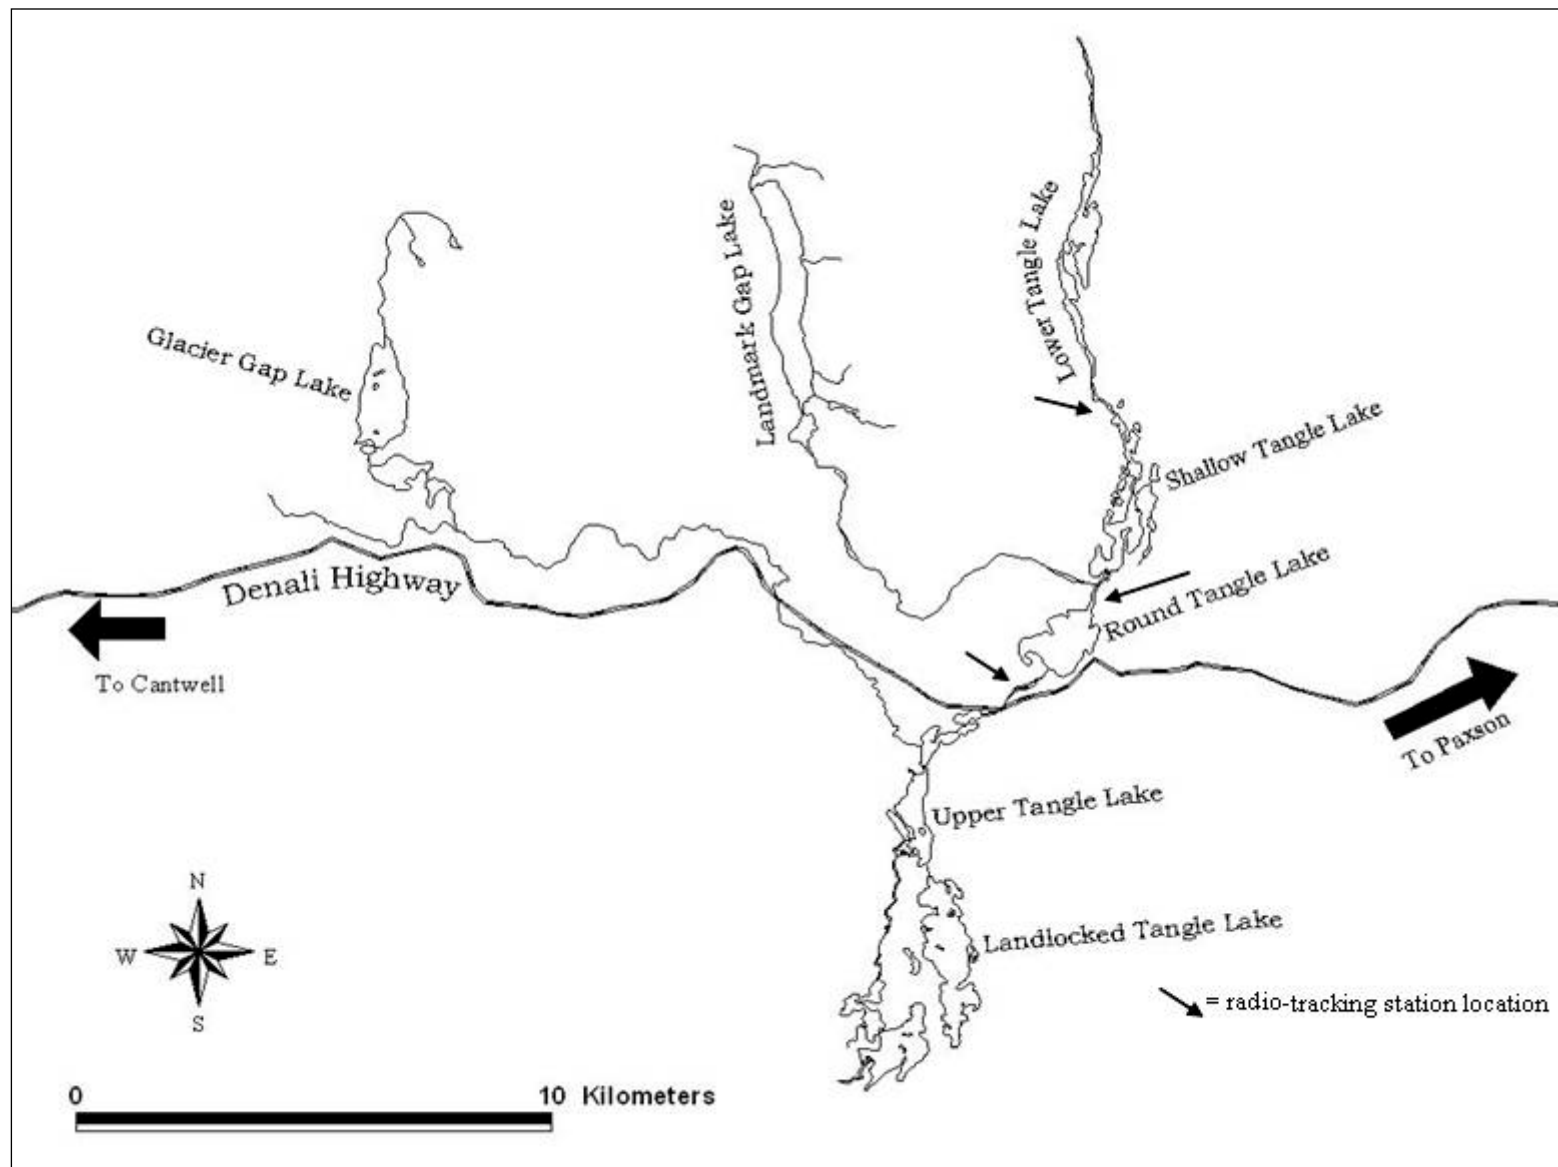 Lower Tangle Lake
Landmark Gap Lake
Glacier Gap Lake
Shallow Tangle Lake
Denali Highway
Round Tangle Lake
To Cantwell
To Paxson
Upper Tangle Lake
N
W
E
S
Landlocked Tangle Lake
= radio-tracking station location
0 10 Kilometers